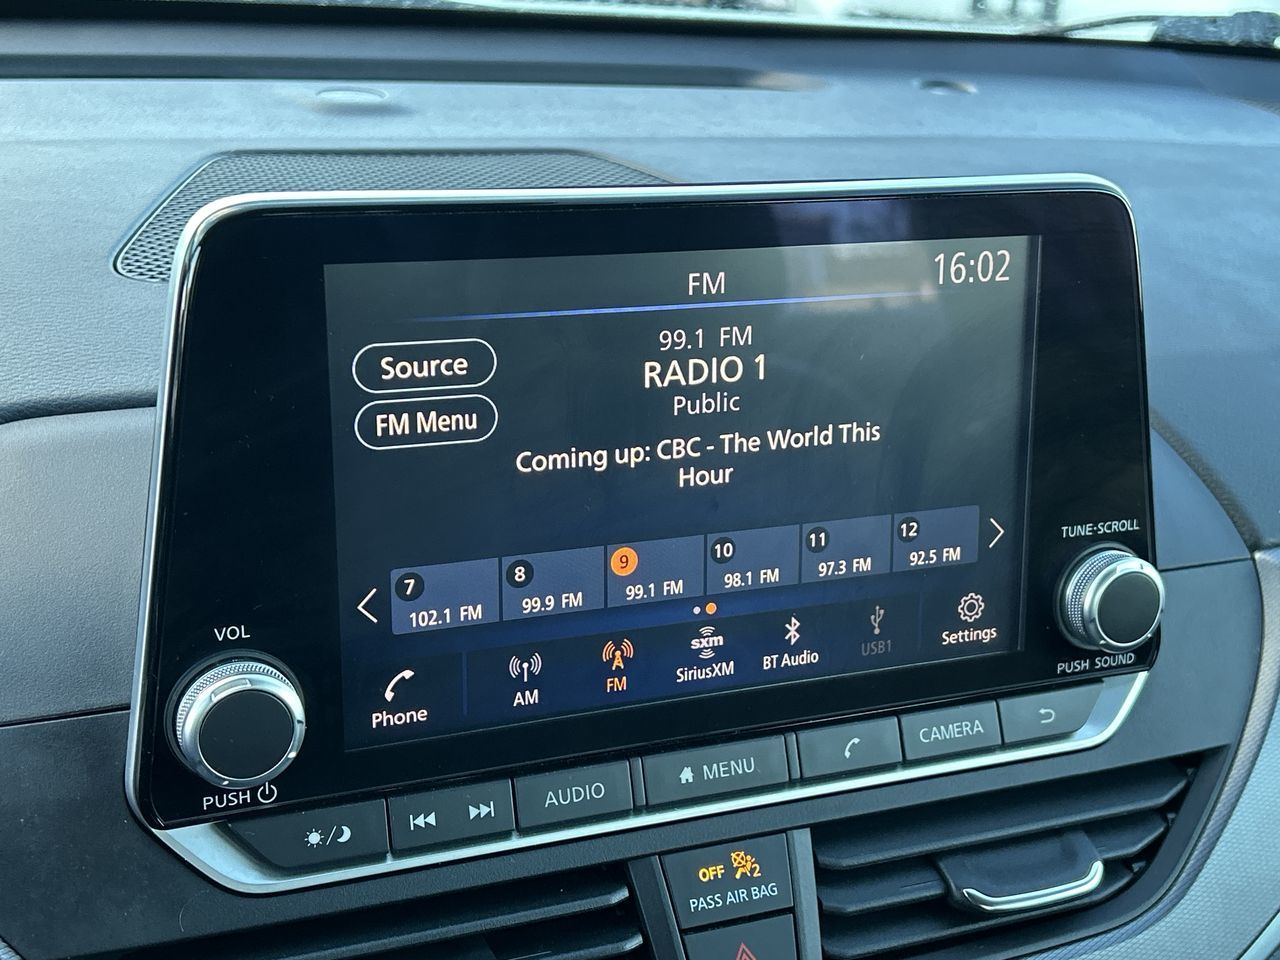 FM
16:02
Source
FM Menu
99.1 FM
RADIO 1
Public
Coming up: CBC - The World This
Hour
7
102.1 FM
8
99.9 FM
9
99.1 FM
10
98.1 FM
11
97.3 FM
12
92.5 FM
Phone
AM
FM
sxm
SiriusXM
BT Audio
USB1
Settings
VOL
PUSH
TUNE·SCROLL
PUSH SOUND
AUDIO
MENU
CAMERA
OFF
2
PASS AIR BAG